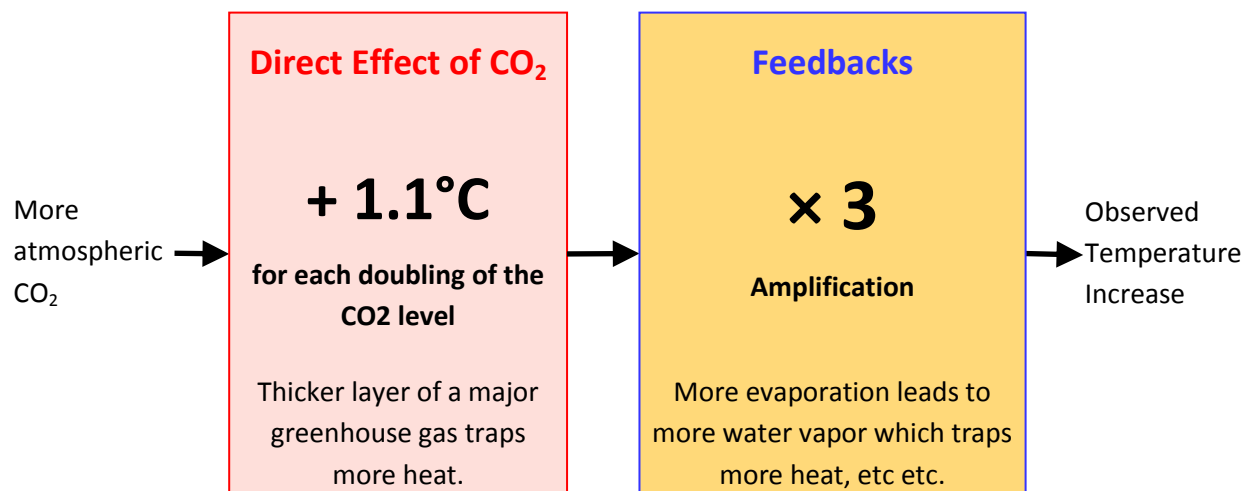 More
atmospheric
CO₂
Direct Effect of CO₂
+ 1.1°C
for each doubling of the
CO2 level
Thicker layer of a major
greenhouse gas traps
more heat.
Feedbacks
× 3
Amplification
More evaporation leads to
more water vapor which traps
more heat, etc etc.
Observed
Temperature
Increase